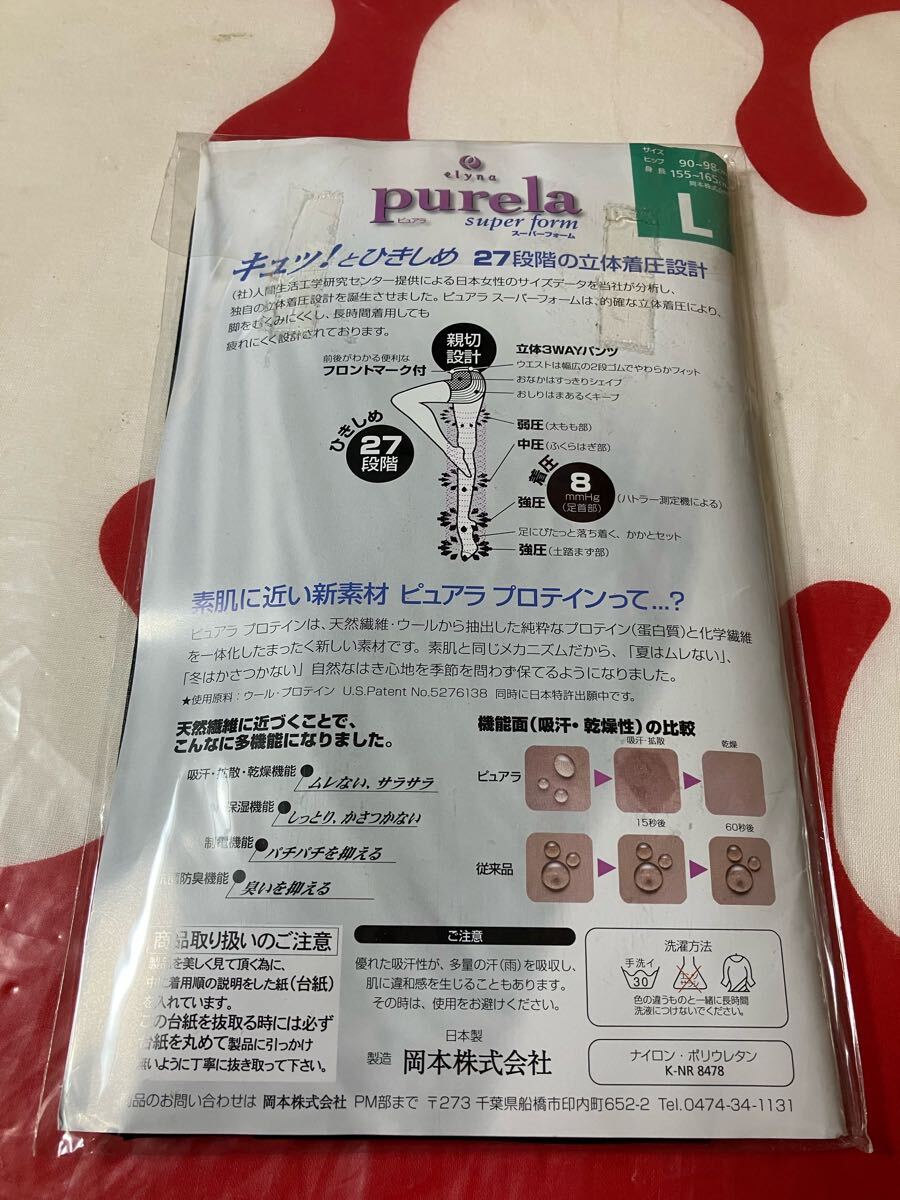 elyna
purela
ピュアラ
super form
スーパーフォーム
サイズ
ヒップ 90~98
身長 155~165
岡本株式会社
L
キュッ!とひきしめ 27段階の立体着圧設計
(社)人間生活工学研究センター提供による日本女性のサイズデータを当社が分析し、
独自の立体着圧設計を誕生させました。ピュアラ スーパーフォームは、的確な立体着圧により、
脚をむくみにくくし、長時間着用しても
疲れにくく設計されております。
親切
設計
前後がわかる便利な
フロントマーク付
立体3WAYパンツ
ウエストは幅広の2段ゴムでやわらかフィット
おなかはすっきりシェイプ
おしりはまあるくキープ
ひきしめ
27
段階
弱圧(太もも部)
中圧(ふくらはぎ部)
着圧
8
mmHg
(足首部)
強圧
(ハトラー測定機による)
足にぴたっと落ち着く、かかとセット
強圧(土踏まず部)
素肌に近い新素材 ピュアラ プロテインって...?
ピュアラ プロテインは、天然繊維・ウールから抽出した純粋なプロテイン(蛋白質)と化学繊維
を一体化したまったく新しい素材です。素肌と同じメカニズムだから、「夏はムレない」、
「冬はかさつかない」自然なはき心地を季節を問わず保てるようになりました。
★使用原料:ウール・プロテイン U.S.Patent No.5276138 同時に日本特許出願中です。
天然繊維に近づくことで、
こんなに多機能になりました。
吸汗・拡散・乾燥機能
ムレない、サラサラ
保湿機能
しっとり、かさつかない
制電機能
パチパチを抑える
菌防臭機能
臭いを抑える
機能面(吸汗・乾燥性)の比較
吸汗・拡散
乾燥
ピュアラ
15秒後
60秒後
従来品
商品取り扱いのご注意
製品を美しく見て頂く為に、
中に着用順の説明をした紙(台紙)
を入れています。
この台紙を抜取る時には必ず
台紙を丸めて製品に引っかけ
無いように丁寧に抜き取って下さい。
ご注意
優れた吸汗性が、多量の汗(雨)を吸収し、
肌に違和感を生じることもあります。
その時は、使用をお避けください。
日本製
製造 岡本株式会社
洗濯方法
手洗イ
30
エンソ
サラシ
色の違うものと一緒に長時間
洗液につけないでください。
ナイロン・ポリウレタン
K-NR 8478
商品のお問い合わせは 岡本株式会社 PM部まで 〒273 千葉県船橋市印内町652-2 Tel.0474-34-1131